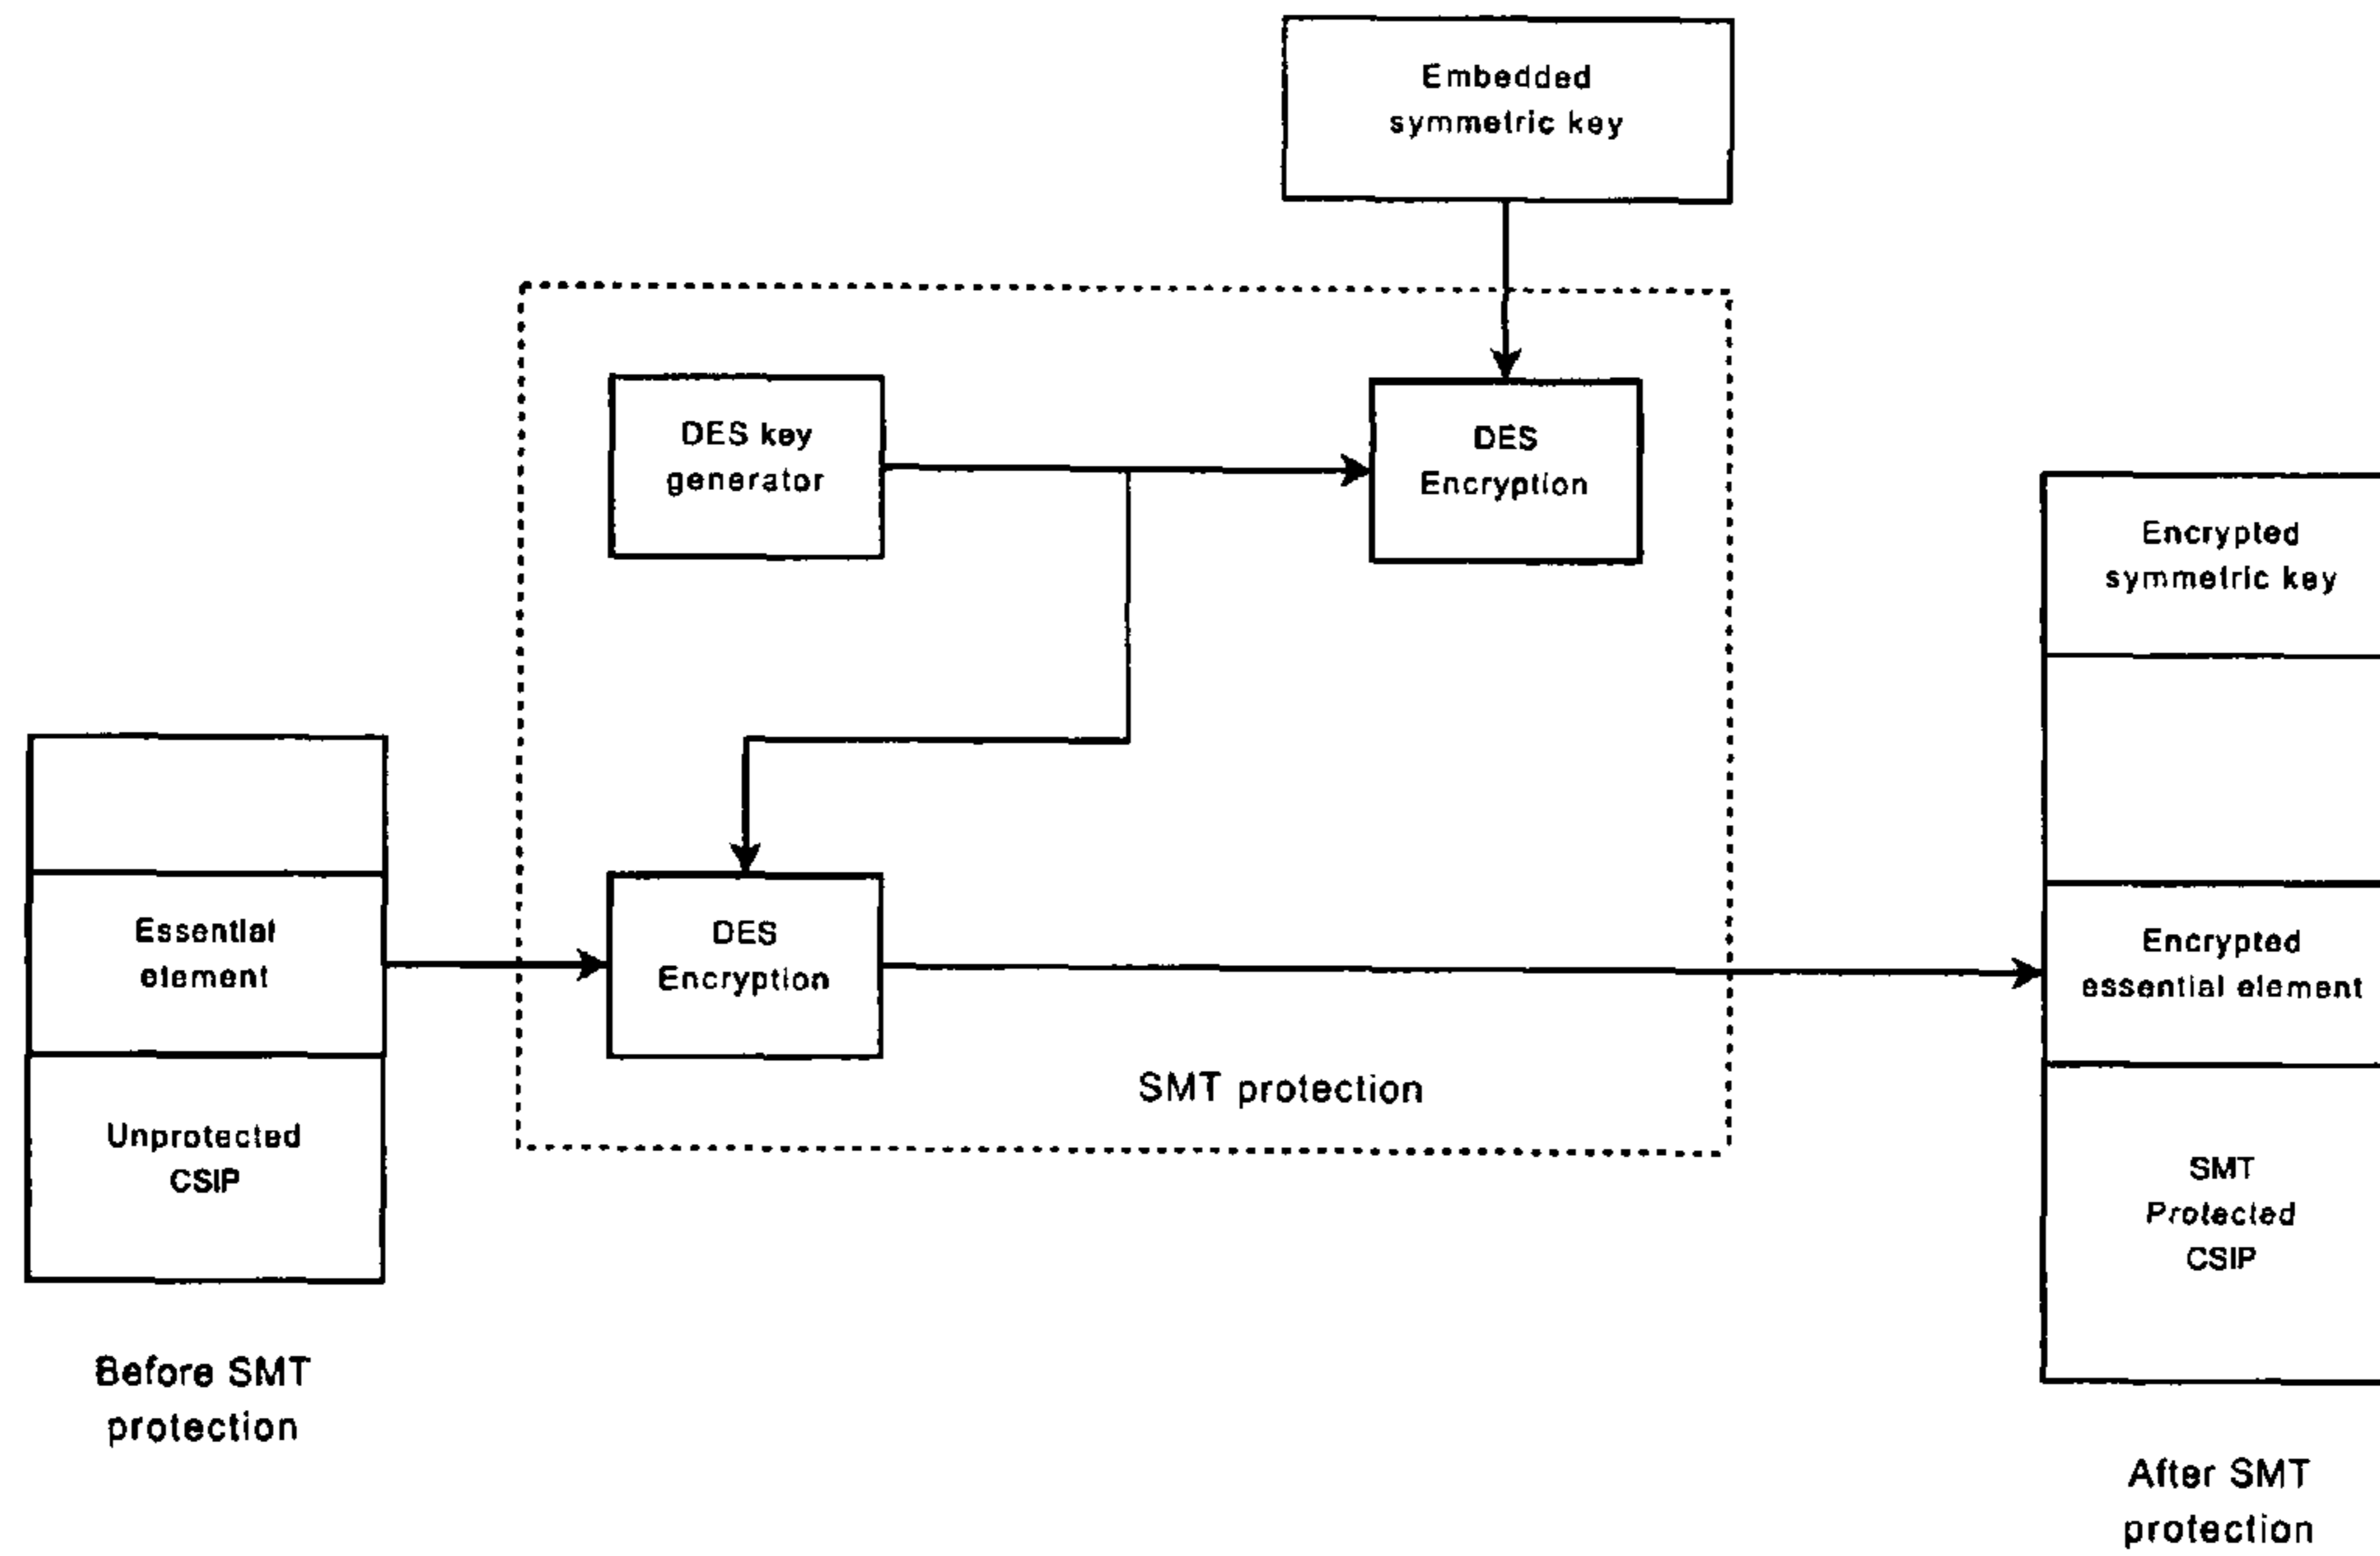 Embedded
symmetric key
DES key
generator
DES
Encryption
Encrypted
symmetric key
Essential
element
DES
Encryption
Encrypted
essential element
SMT protection
Unprotected
CSIP
SMT
Protected
CSIP
Before SMT
protection
After SMT
protection